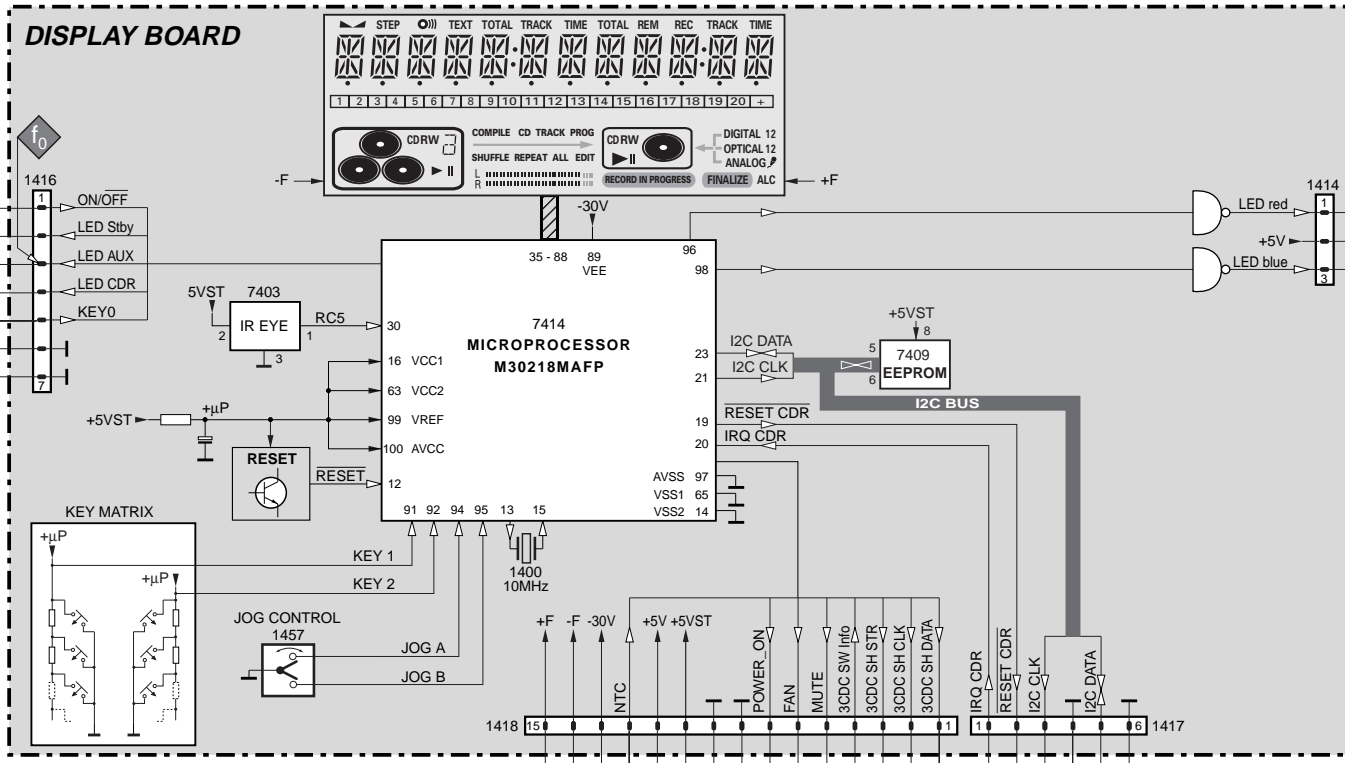 DISPLAY BOARD
STEP TEXT TOTAL TRACK TIME TOTAL REM REC TRACK TIME
1 2 3 4 5 6 7 8 9 10 11 12 13 14 15 16 17 18 19 20 +
CDRW 3
COMPILE CD TRACK PROG
SHUFFLE REPEAT ALL EDIT
L
R
CDRW
DIGITAL 12
OPTICAL 12
ANALOG
RECORD IN PROGRESS FINALIZE ALC
-F
+F
f0
1416
1
ON/OFF
LED Stby
LED AUX
LED CDR
KEY0
7
-30V
35 - 88
89
VEE
96
98
LED red
LED blue
1414
1
+5V
3
5VST
7403
IR EYE
2
1
3
RC5
30
7414
MICROPROCESSOR
M30218MAFP
16 VCC1
63 VCC2
99 VREF
100 AVCC
+5VST
+µP
RESET
RESET
12
23
I2C DATA
21
I2C CLK
+5VST
8
5
6
7409
EEPROM
I2C BUS
19
RESET CDR
20
IRQ CDR
AVSS 97
VSS1 65
VSS2 14
91 92 94 95 13 15
KEY MATRIX
+µP
+µP
KEY 1
KEY 2
1400
10MHz
JOG CONTROL
1457
JOG A
JOG B
+F -F -30V +5V +5VST
NTC
POWER_ON
FAN
MUTE
3CDC SW Info
3CDC SH STR
3CDC SH CLK
3CDC SH DATA
IRQ CDR
RESET CDR
I2C CLK
I2C DATA
1418 15 1
1 6 1417